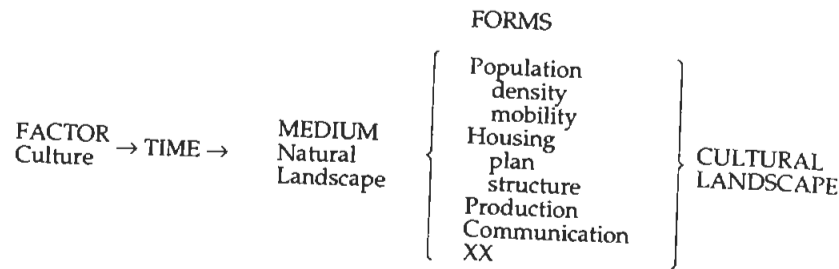 FORMS
FACTOR
Culture
→ TIME →
MEDIUM
Natural
Landscape
Population
density
mobility
Housing
plan
structure
Production
Communication
XX
CULTURAL
LANDSCAPE